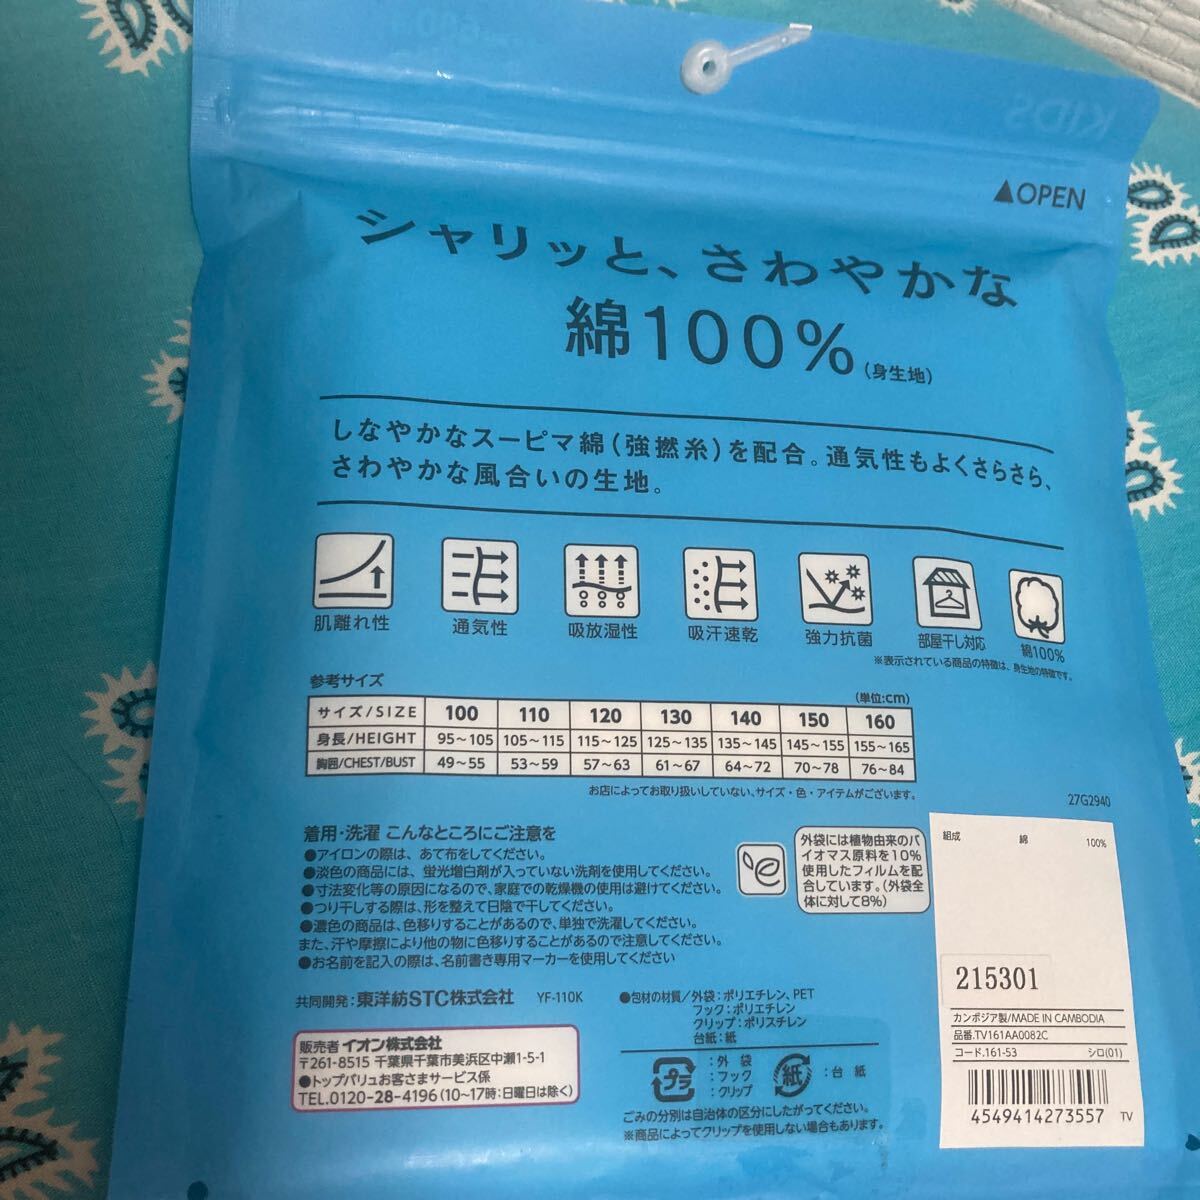 KIDS
▲OPEN
シャリッと、さわやかな
綿100%(身生地)
しなやかなスーピマ綿(強撚糸)を配合。通気性もよくさらさら、
さわやかな風合いの生地。
肌離れ性 通気性 吸放湿性 吸汗速乾 強力抗菌 部屋干し対応 綿100%
※表示されている商品の特徴は、身生地の特徴です。
参考サイズ (単位:cm)
サイズ/SIZE 100 110 120 130 140 150 160
身長/HEIGHT 95〜105 105〜115 115〜125 125〜135 135〜145 145〜155 155〜165
胸囲/CHEST/BUST 49〜55 53〜59 57〜63 61〜67 64〜72 70〜78 76〜84
お店によってお取り扱いしていない、サイズ・色・アイテムがございます。
27G2940
着用・洗濯 こんなところにご注意を
●アイロンの際は、あて布をしてください。
●淡色の商品には、蛍光増白剤が入っていない洗剤を使用してください。
●寸法変化等の原因になるので、家庭での乾燥機の使用は避けてください。
●つり干しする際は、形を整えて日陰で干してください。
●濃色の商品は、色移りすることがあるので、単独で洗濯してください。
また、汗や摩擦により他の物に色移りすることがあるので注意してください。
●お名前を記入の際は、名前書き専用マーカーを使用してください
外袋には植物由来のバ
イオマス原料を10%
使用したフィルムを配
合しています。(外袋全
体に対して8%)
共同開発:東洋紡STC株式会社 YF-110K
販売者 イオン株式会社
〒261-8515 千葉県千葉市美浜区中瀬1-5-1
●トップバリュお客さまサービス係
TEL.0120-28-4196(10〜17時:日曜日は除く)
●包材の材質/外袋:ポリエチレン、PET
フック:ポリエチレン
クリップ:ポリスチレン
台紙:紙
プラ
:外袋
:フック
:クリップ
紙
:台紙
ごみの分別は自治体の区分にしたがってください。
※商品によってクリップを使用しない場合もあります。
組成 綿 100%
215301
カンボジア製/MADE IN CAMBODIA
品番.TV161AA0082C
コード.161-53 シロ(01)
4549414273557 TV